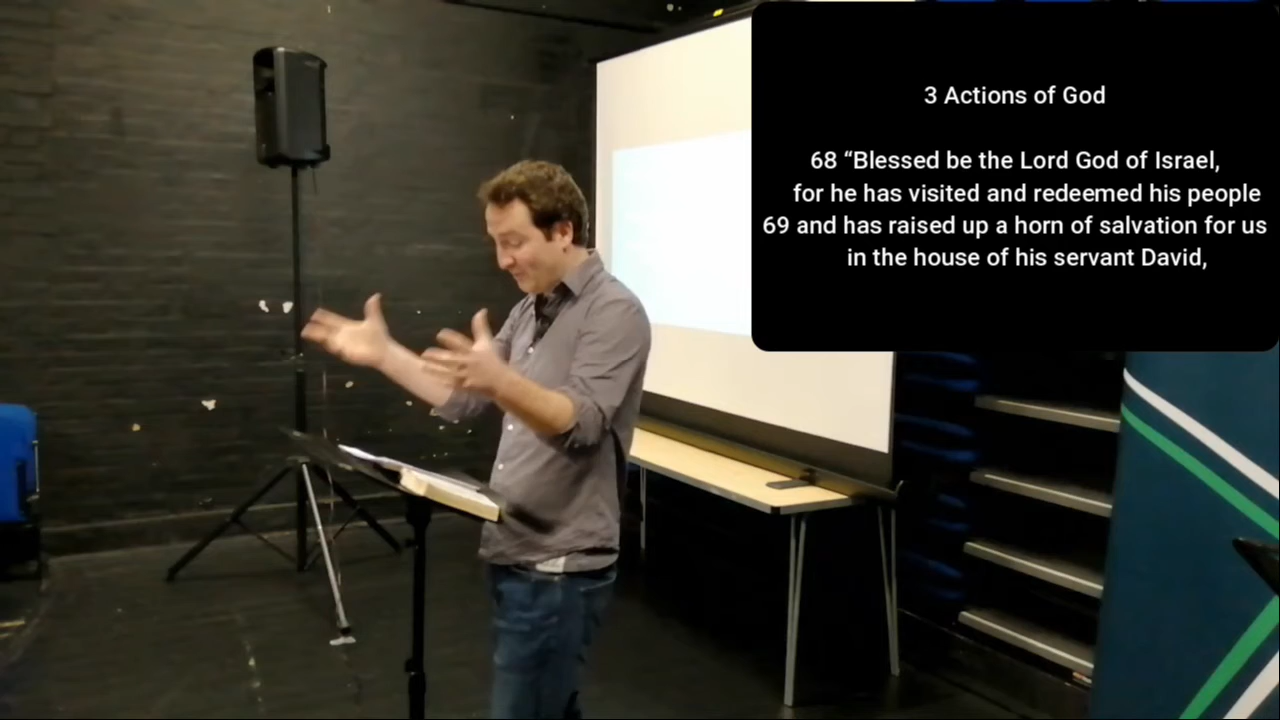 3 Actions of God
68 “Blessed be the Lord God of Israel,
for he has visited and redeemed his people
69 and has raised up a horn of salvation for us
in the house of his servant David,